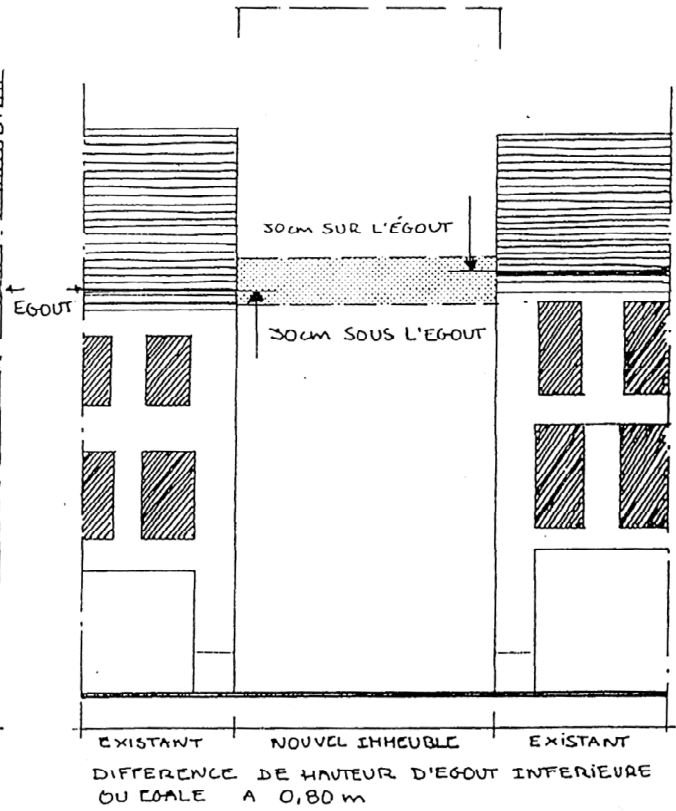 30cm SUR L'ÉGOUT
EGOUT
30cm SOUS L'EGOUT
EXISTANT
NOUVEL IMMEUBLE
EXISTANT
DIFFERENCE DE HAUTEUR D'EGOUT INFERIEURE
OU EGALE A 0,80 m